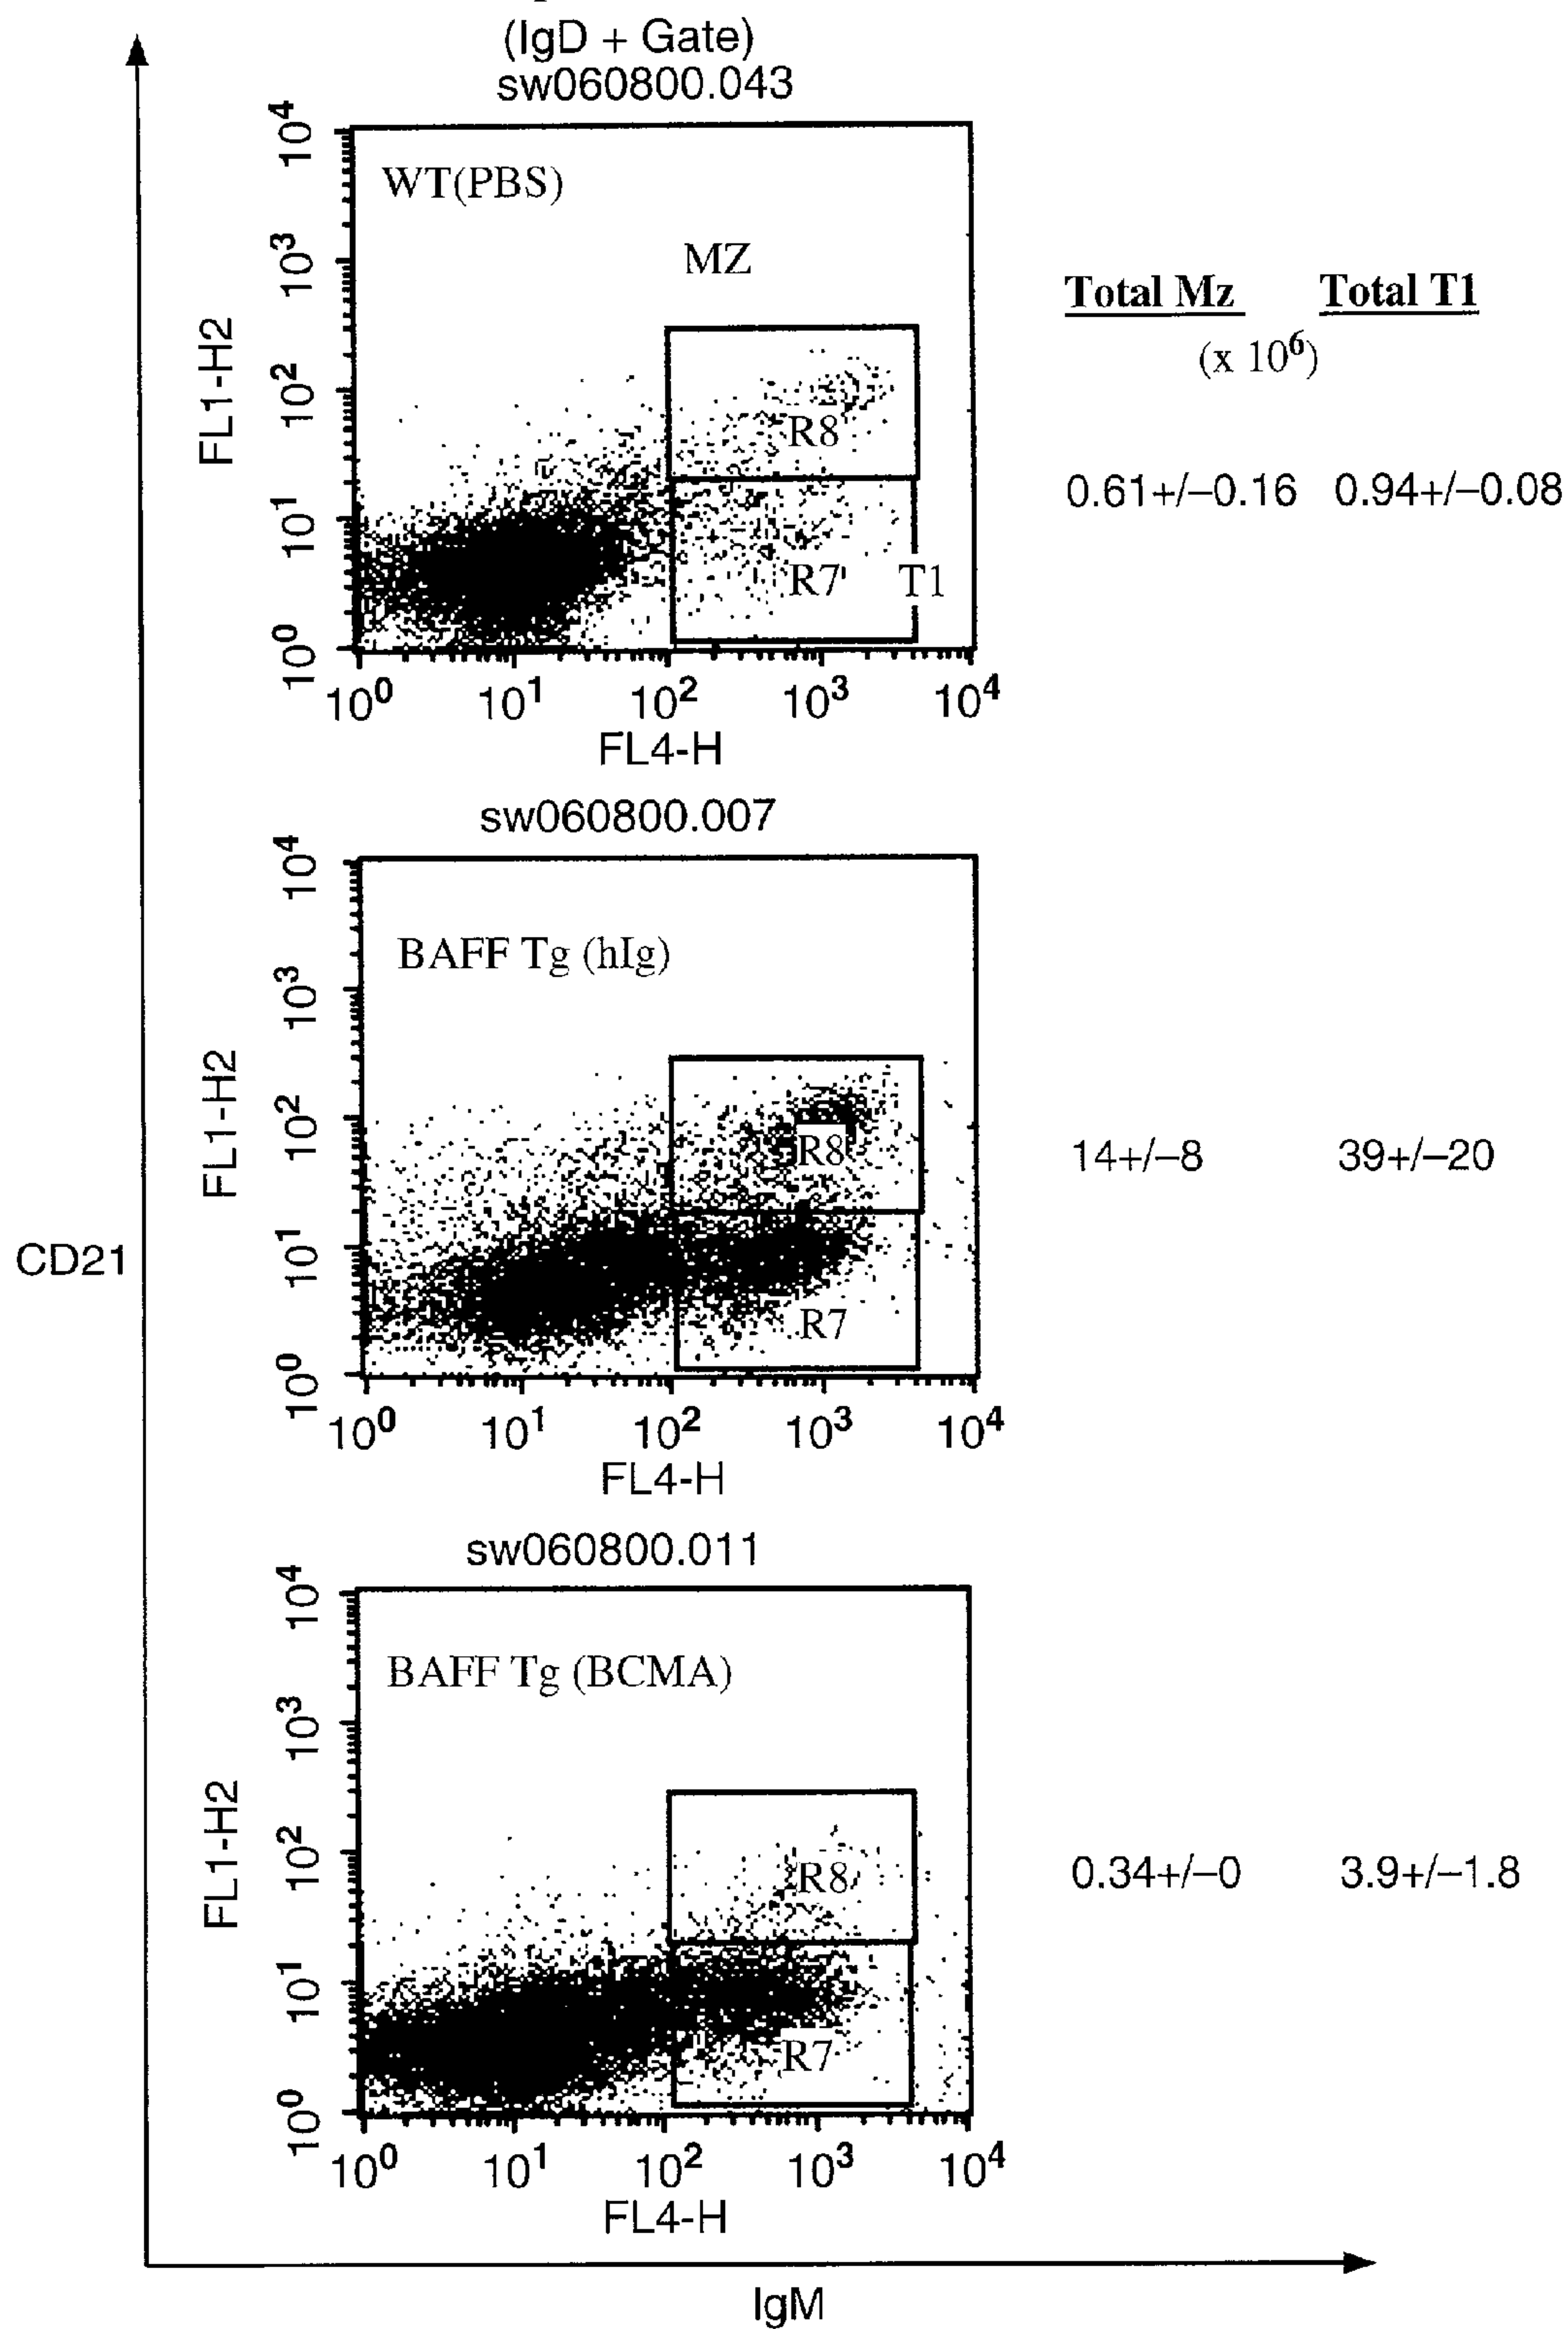 (IgD + Gate)
sw060800.043
10⁴
10³
10²
10¹
10⁰
FL1-H2
WT(PBS)
MZ
R8
R7'
T1
10⁰ 10¹ 10² 10³ 10⁴
FL4-H
Total Mz Total T1
(x 10⁶)
0.61+/–0.16 0.94+/–0.08
sw060800.007
10⁴
10³
10²
10¹
10⁰
FL1-H2
BAFF Tg (hIg)
R8
R7
10⁰ 10¹ 10² 10³ 10⁴
FL4-H
14+/–8 39+/–20
CD21
sw060800.011
10⁴
10³
10²
10¹
10⁰
FL1-H2
BAFF Tg (BCMA)
R8
R7
10⁰ 10¹ 10² 10³ 10⁴
FL4-H
0.34+/–0 3.9+/–1.8
IgM